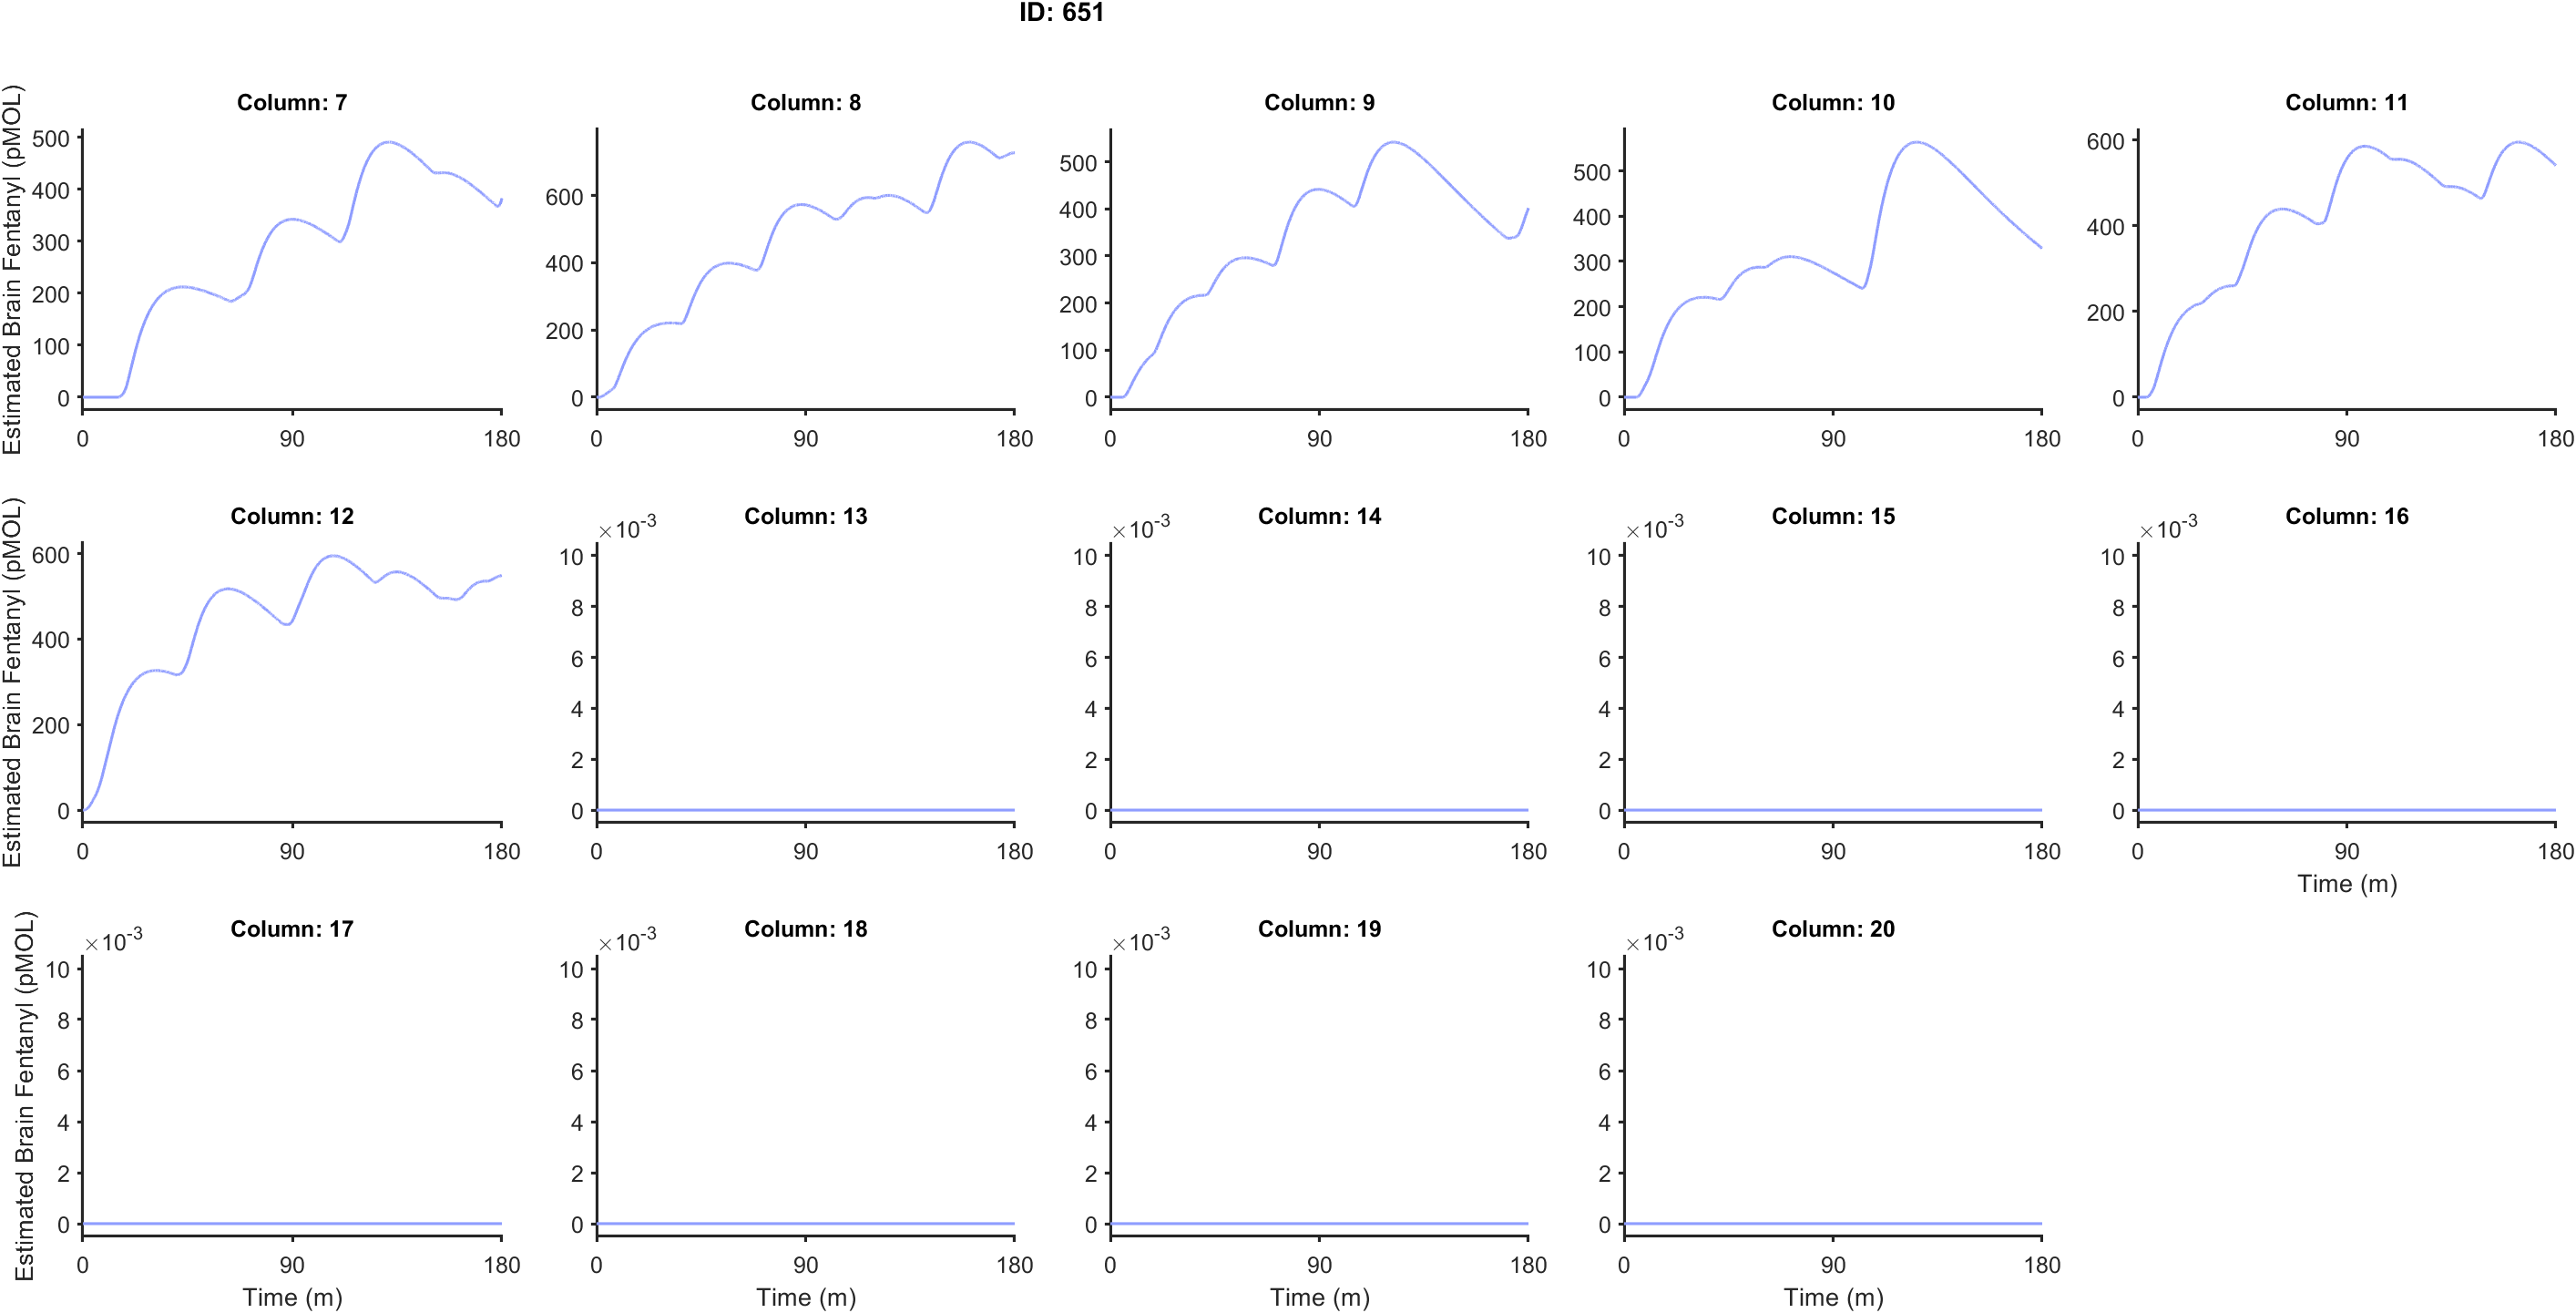 ID: 651
Column: 7
Column: 8
Column: 9
Column: 10
Column: 11
Estimated Brain Fentanyl (pMOL)
500
400
300
200
100
0
0 90 180
600
400
200
0
0 90 180
500
400
300
200
100
0
0 90 180
500
400
300
200
100
0
0 90 180
600
400
200
0
0 90 180
Column: 12
Column: 13
Column: 14
Column: 15
Column: 16
Estimated Brain Fentanyl (pMOL)
600
400
200
0
0 90 180
×10-3
10
8
6
4
2
0
0 90 180
×10-3
10
8
6
4
2
0
0 90 180
×10-3
10
8
6
4
2
0
0 90 180
×10-3
10
8
6
4
2
0
0 90 180
Time (m)
Column: 17
Column: 18
Column: 19
Column: 20
Estimated Brain Fentanyl (pMOL)
×10-3
10
8
6
4
2
0
0 90 180
Time (m)
×10-3
10
8
6
4
2
0
0 90 180
Time (m)
×10-3
10
8
6
4
2
0
0 90 180
Time (m)
×10-3
10
8
6
4
2
0
0 90 180
Time (m)